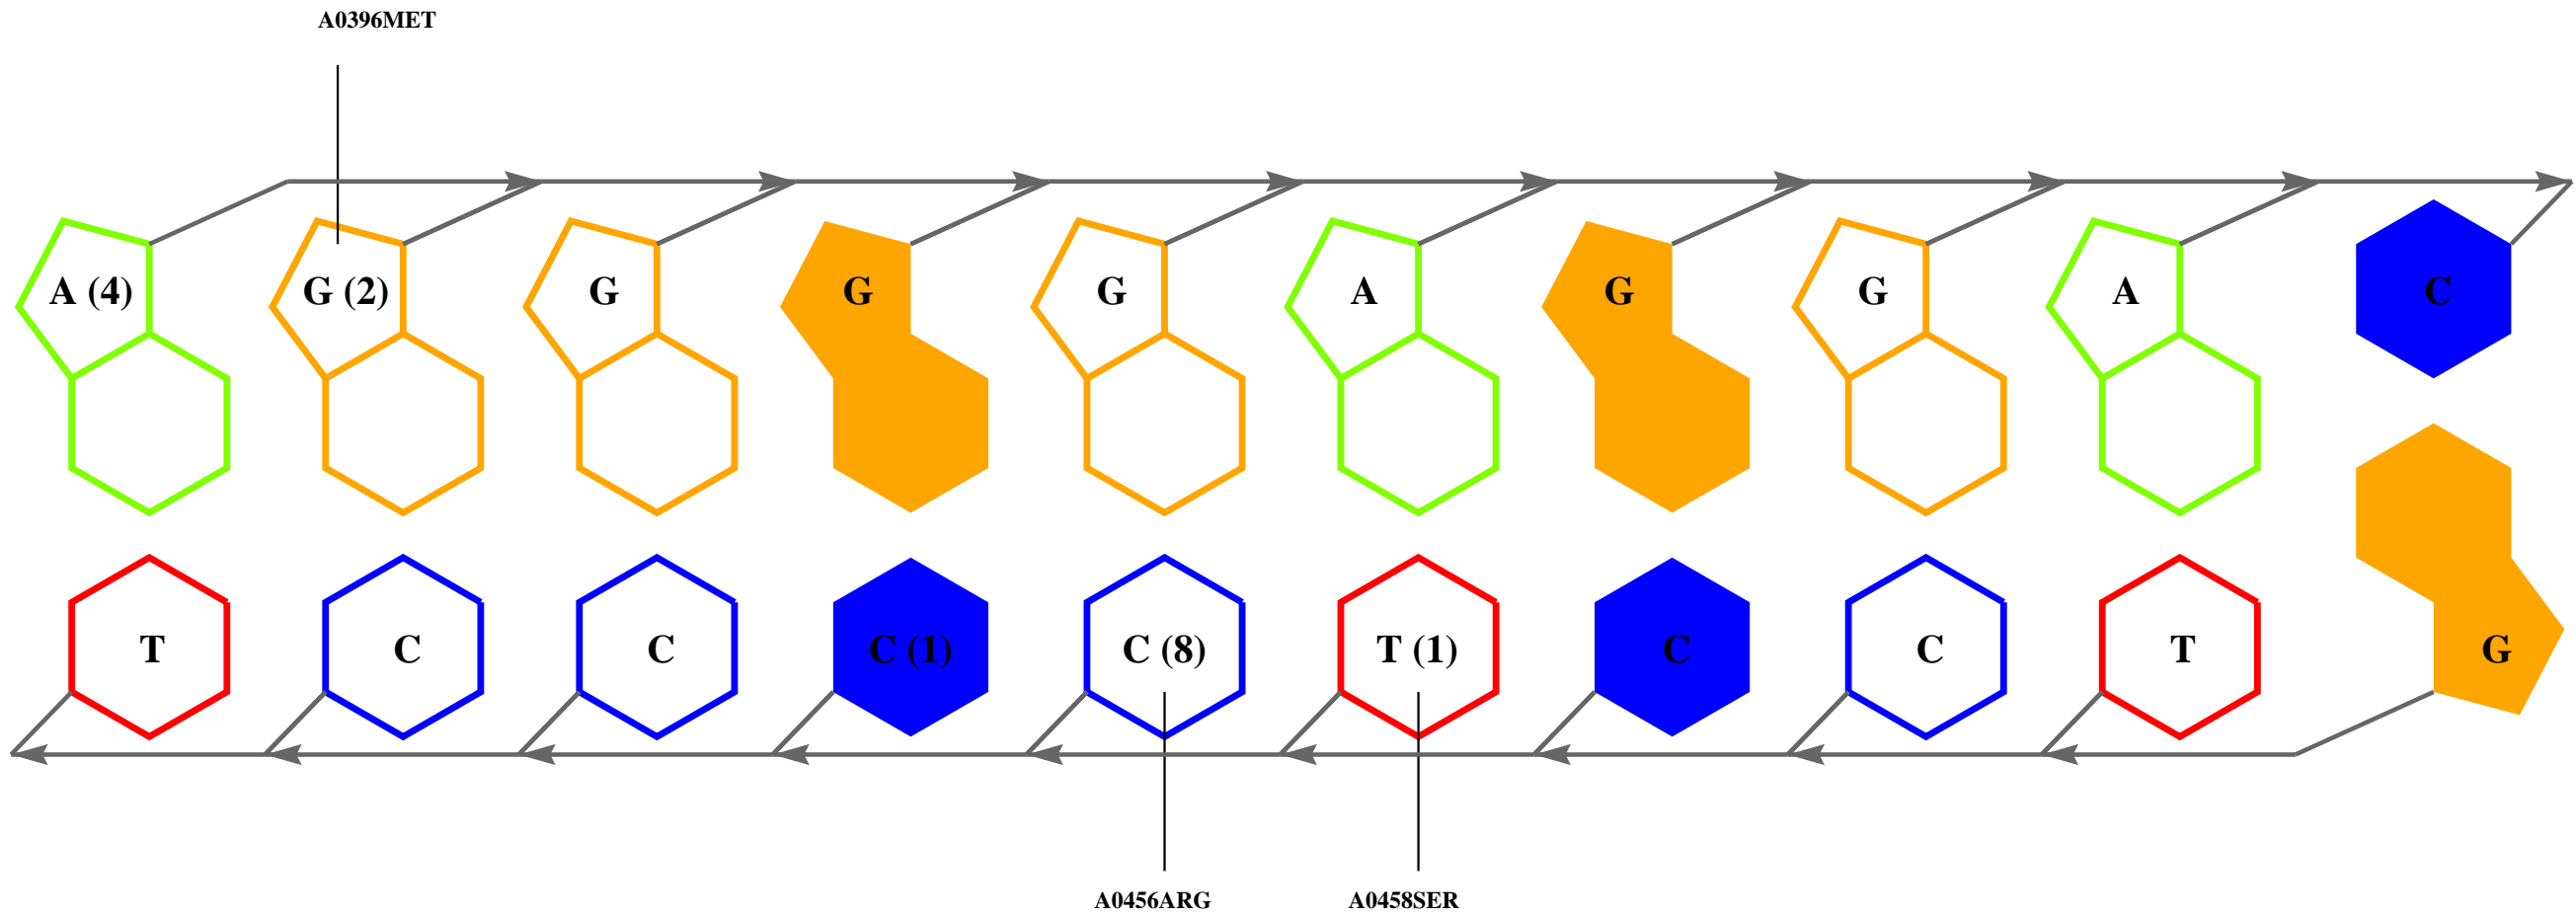 A0396MET
A (4) G (2) G G G A G G A C
T C C C (1) C (8) T (1) C C T G
A0456ARG A0458SER